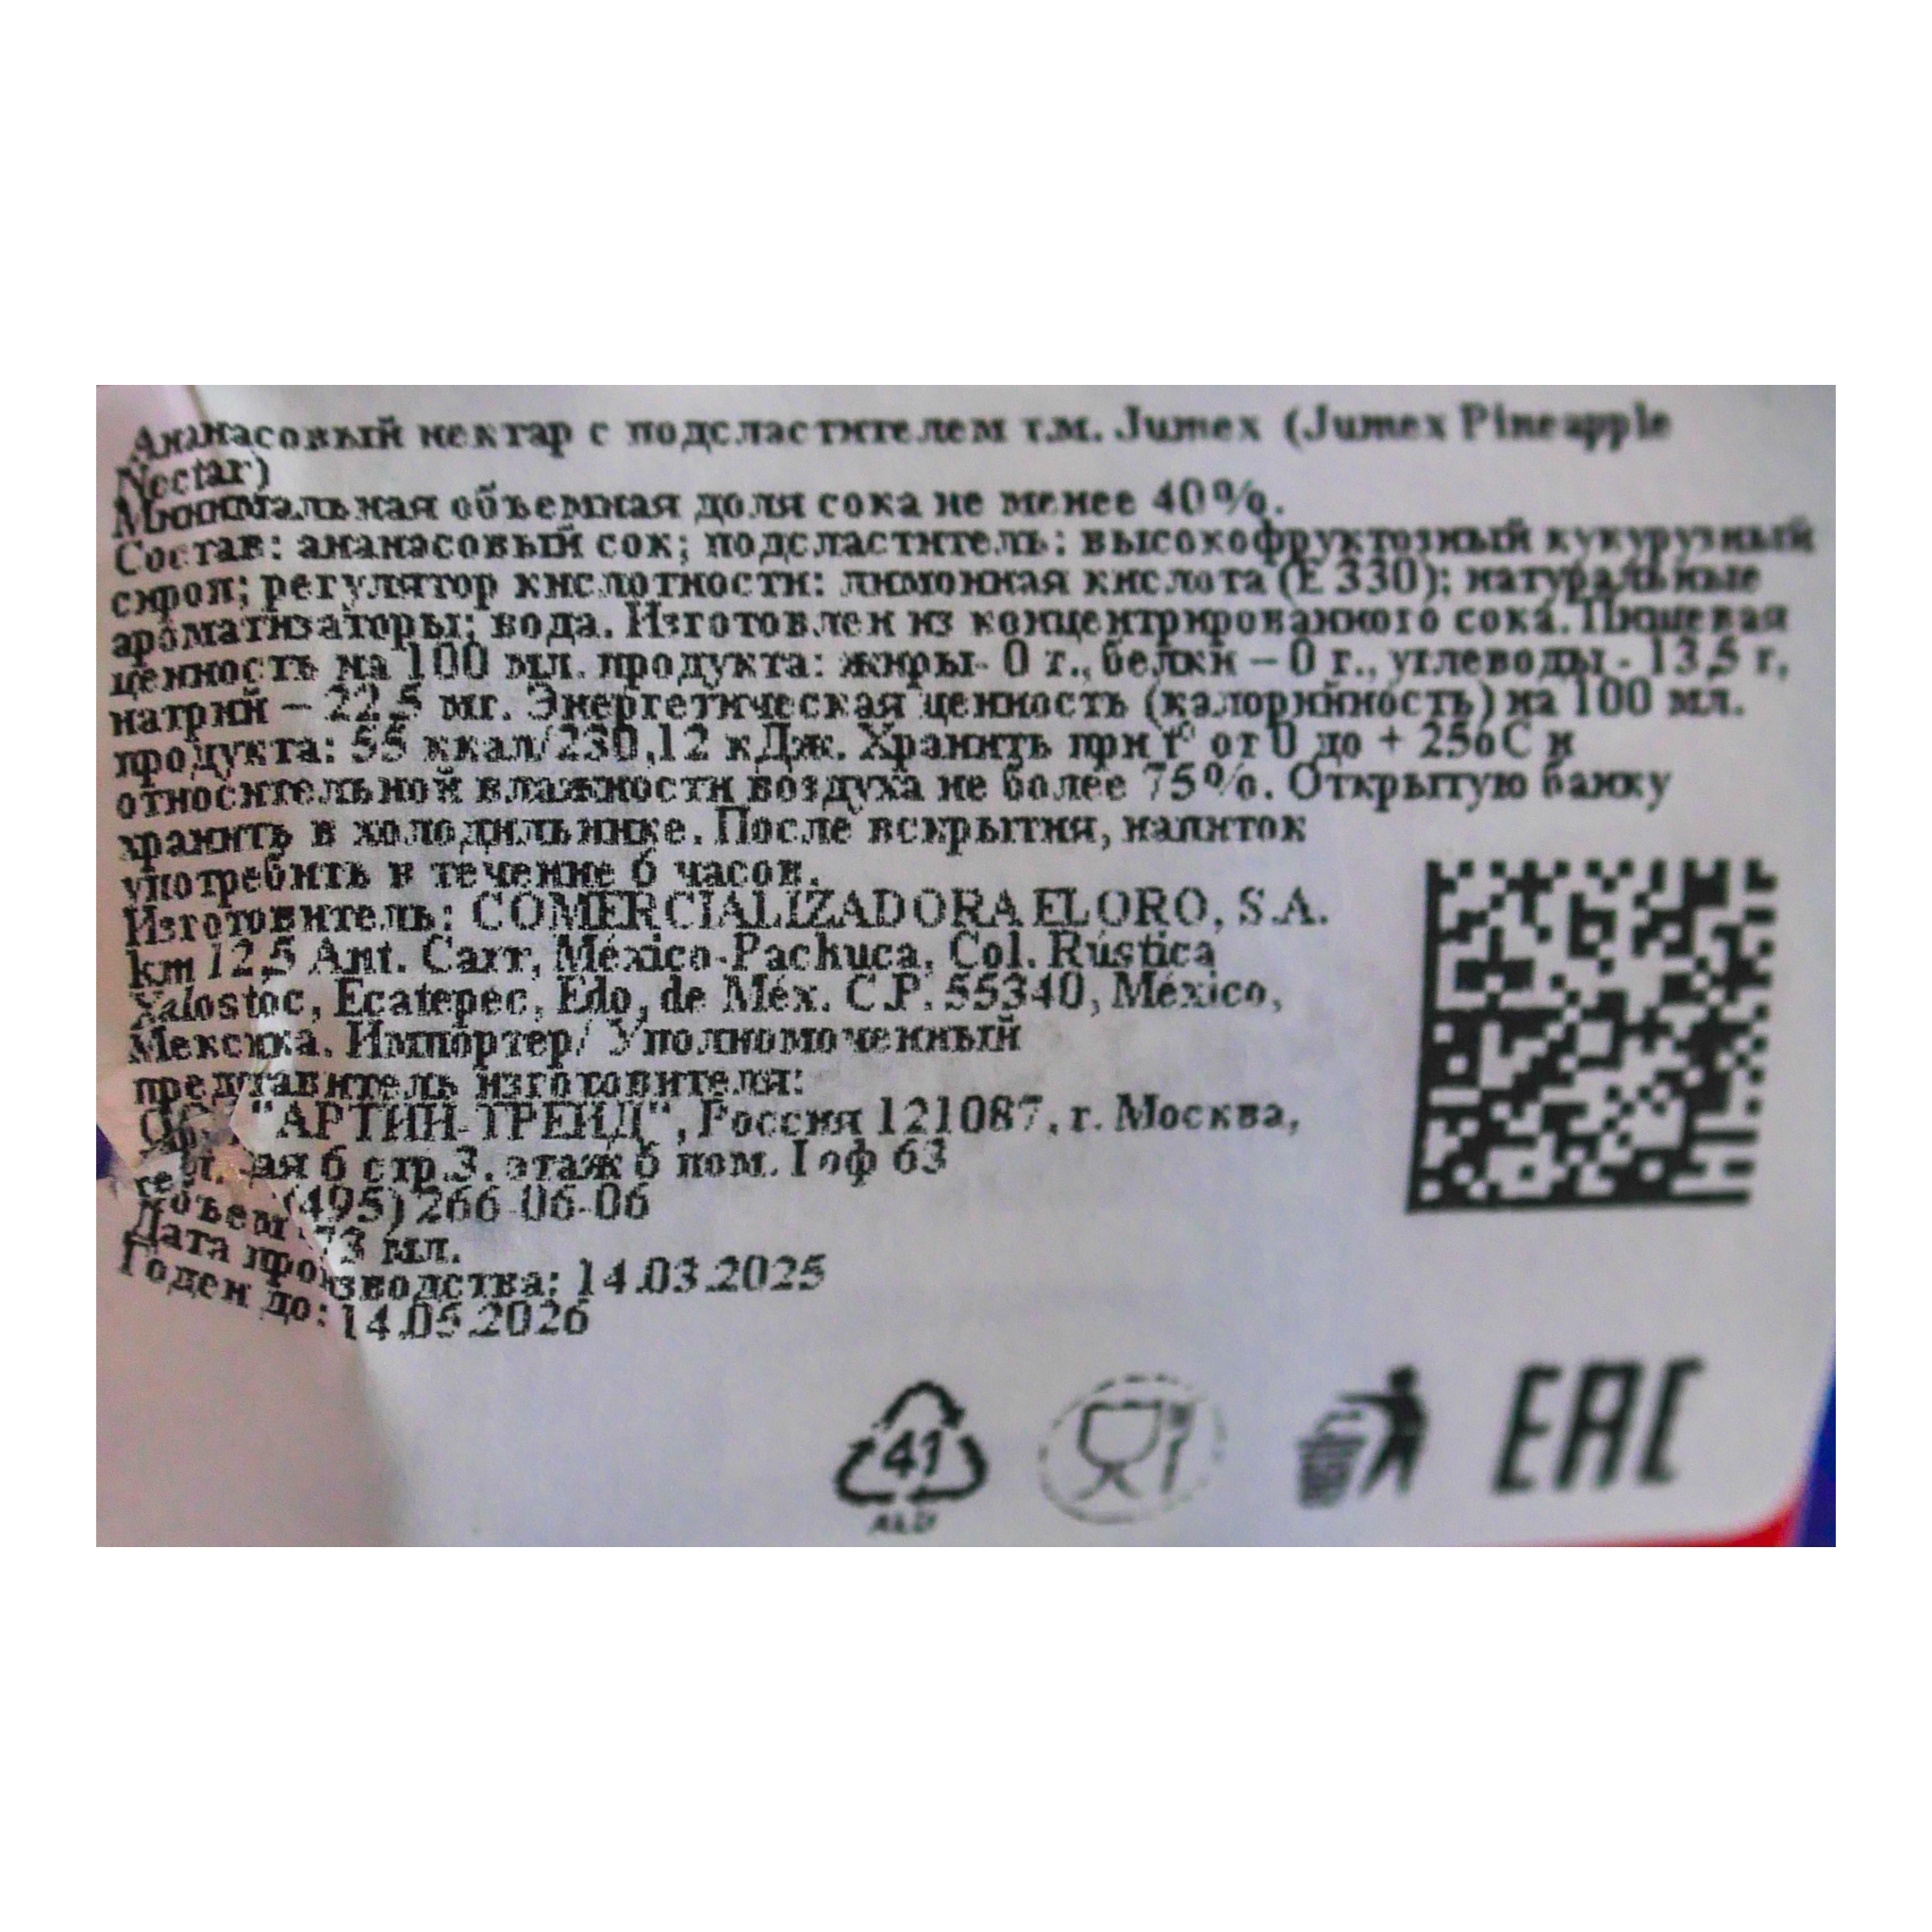 Ананасовый нектар с подсластителем т.м. Jumex (Jumex Pineapple
Nectar)
Минимальная объемная доля сока не менее 40%.
Состав: ананасовый сок; подсластитель: высокофруктозный кукурузный
сироп; регулятор кислотности: лимонная кислота (Е 330); натуральные
ароматизаторы; вода. Изготовлен из концентрированного сока. Пищевая
ценность на 100 мл. продукта: жиры- 0 г., белки – 0 г., углеводы - 13,5 г,
натрий – 22,5 мг. Энергетическая ценность (калорийность) на 100 мл.
продукта: 55 ккал/230,12 кДж. Хранить при t° от 0 до + 25оС и
относительной влажности воздуха не более 75%. Открытую банку
хранить в холодильнике. После вскрытия, напиток
употребить в течение 6 часов.
Изготовитель: COMERCIALIZADORA ELORO, S.A.
km 12,5 Ant. Carr, México-Pachuca, Col. Rústica
Xalostoc, Ecatepec, Edo, de Méx. C.P. 55340, México,
Мексика. Импортер/ Уполномоченный
представитель изготовителя:
"АРТИН-ТРЕЙД", Россия 121087, г. Москва,
6 стр.3. этаж 6 пом. I оф 63
(495) 266-06-06
Объем мл.
Дата производства: 14.03.2025
Годен до: 14.05.2026
41
ALU
EAC